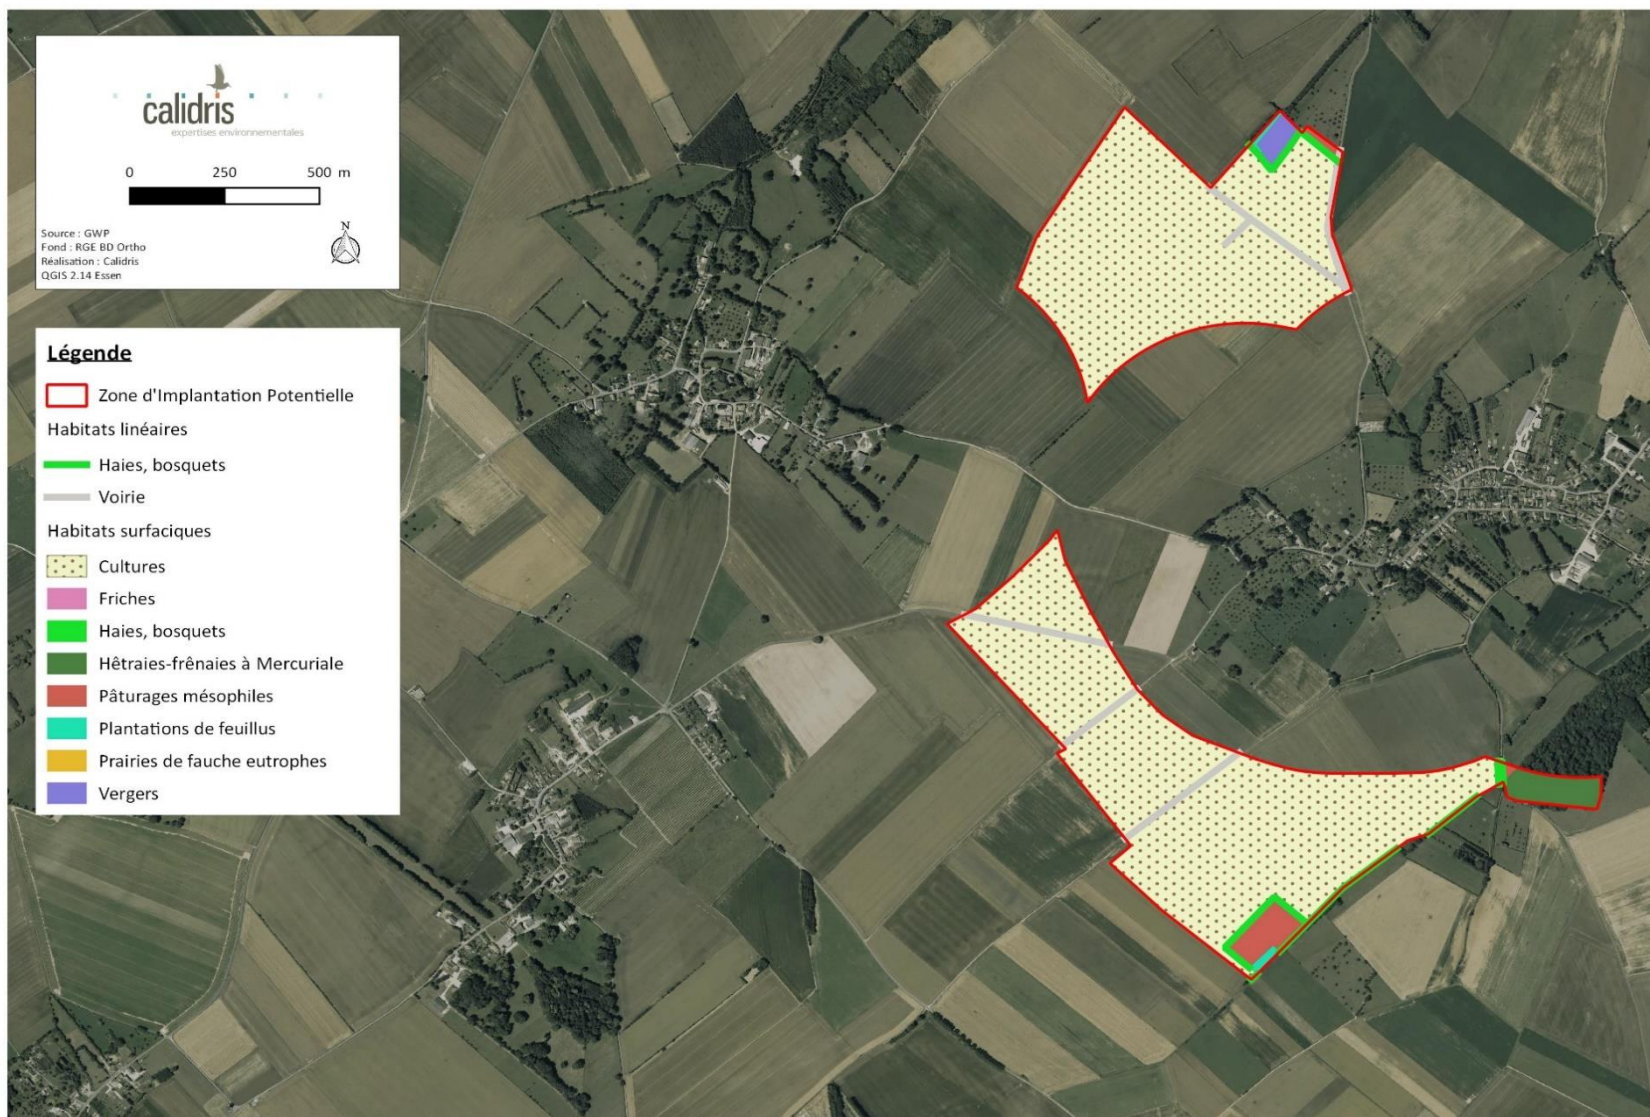 calidris
expertises environnementales
0 250 500 m
Source : GWP
Fond : RGE BD Ortho
Réalisation : Calidris
QGIS 2.14 Essen
N
Légende
Zone d'Implantation Potentielle
Habitats linéaires
Haies, bosquets
Voirie
Habitats surfaciques
Cultures
Friches
Haies, bosquets
Hêtraies-frênaies à Mercuriale
Pâturages mésophiles
Plantations de feuillus
Prairies de fauche eutrophes
Vergers